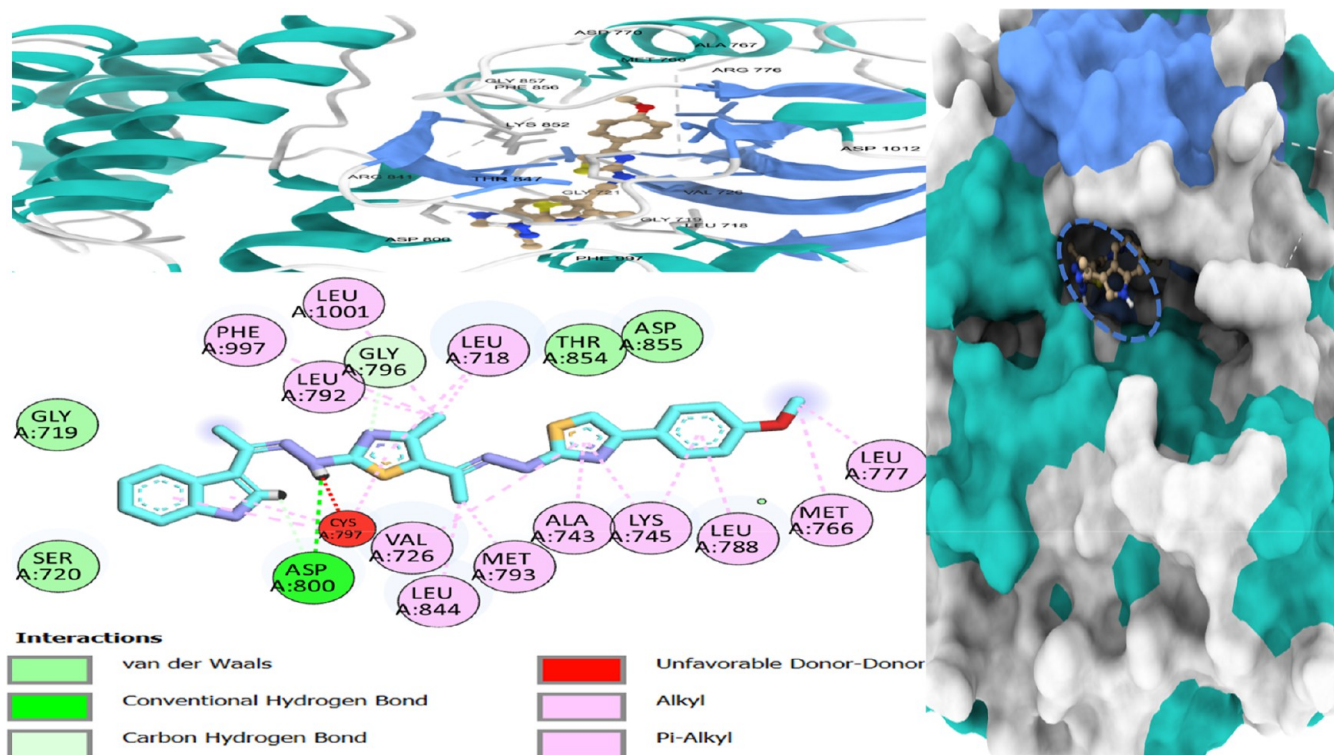 ASP 770
ALA 767
MET 766
ARG 776
GLY 857
PHE 856
LYS 852
ASP 1012
ARG 841
THR 847
GLY 721
VAL 726
GLY 719
LEU 718
ASP 800
PHE 997
LEU
A:1001
PHE
A:997
GLY
A:796
LEU
A:792
LEU
A:718
THR
A:854
ASP
A:855
GLY
A:719
LEU
A:777
CYS
A:797
VAL
A:726
MET
A:793
ALA
A:743
LYS
A:745
LEU
A:788
MET
A:766
SER
A:720
ASP
A:800
LEU
A:844
Interactions
van der Waals
Conventional Hydrogen Bond
Carbon Hydrogen Bond
Unfavorable Donor-Donor
Alkyl
Pi-Alkyl